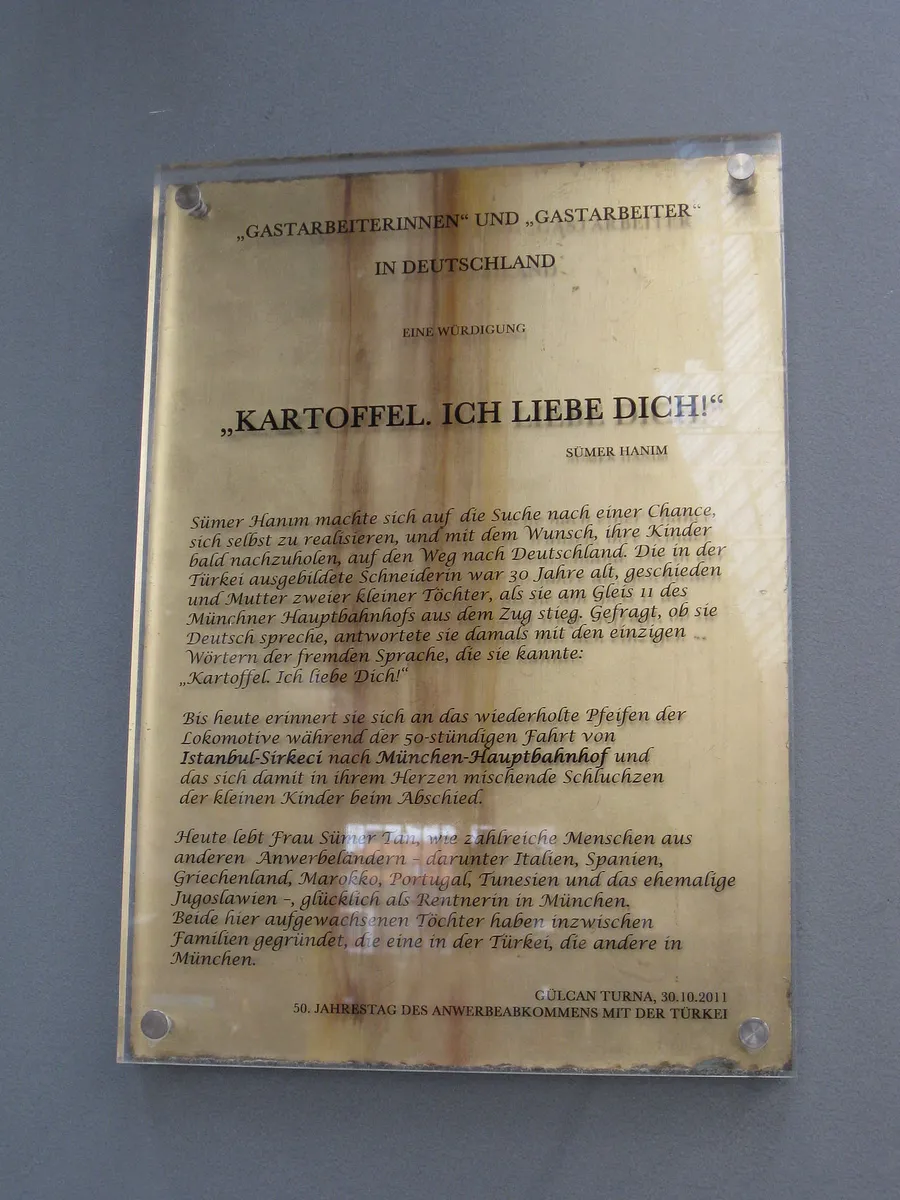 „GASTARBEITERINNEN“ UND „GASTARBEITER“
IN DEUTSCHLAND
EINE WÜRDIGUNG
„KARTOFFEL. ICH LIEBE DICH!“
SÜMER HANIM
Sümer Hanım machte sich auf die Suche nach einer Chance,
sich selbst zu realisieren, und mit dem Wunsch, ihre Kinder
bald nachzuholen, auf den Weg nach Deutschland. Die in der
Türkei ausgebildete Schneiderin war 30 Jahre alt, geschieden
und Mutter zweier kleiner Töchter, als sie am Gleis 11 des
Münchner Hauptbahnhofs aus dem Zug stieg. Gefragt, ob sie
Deutsch spreche, antwortete sie damals mit den einzigen
Wörtern der fremden Sprache, die sie kannte:
„Kartoffel. Ich liebe Dich!“
Bis heute erinnert sie sich an das wiederholte Pfeifen der
Lokomotive während der 50-stündigen Fahrt von
Istanbul-Sirkeci nach München-Hauptbahnhof und
das sich damit in ihrem Herzen mischende Schluchzen
der kleinen Kinder beim Abschied.
Heute lebt Frau Sümer Tan, wie zahlreiche Menschen aus
anderen Anwerbeländern – darunter Italien, Spanien,
Griechenland, Marokko, Portugal, Tunesien und das ehemalige
Jugoslawien –, glücklich als Rentnerin in München.
Beide hier aufgewachsenen Töchter haben inzwischen
Familien gegründet, die eine in der Türkei, die andere in
München.
GÜLCAN TURNA, 30.10.2011
50. JAHRESTAG DES ANWERBEABKOMMENS MIT DER TÜRKEI